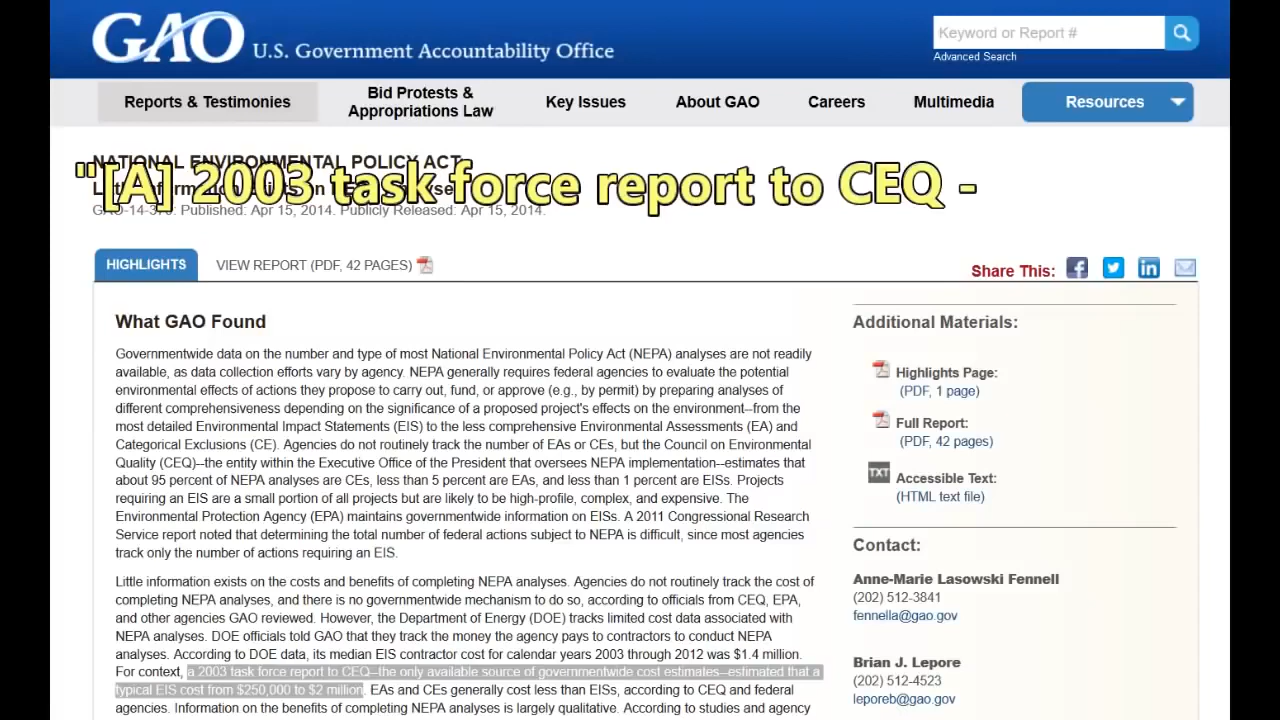 GAO U.S. Government Accountability Office
Keyword or Report #
Advanced Search
Reports & Testimonies
Bid Protests &
Appropriations Law
Key Issues
About GAO
Careers
Multimedia
Resources
NATIONAL ENVIRONMENTAL POLICY ACT:
"[A] 2003 task force report to CEQ -
Published: Apr 15, 2014. Publicly Released: Apr 15, 2014.
HIGHLIGHTS
VIEW REPORT (PDF, 42 PAGES)
Share This:
What GAO Found
Governmentwide data on the number and type of most National Environmental Policy Act (NEPA) analyses are not readily
available, as data collection efforts vary by agency. NEPA generally requires federal agencies to evaluate the potential
environmental effects of actions they propose to carry out, fund, or approve (e.g., by permit) by preparing analyses of
different comprehensiveness depending on the significance of a proposed project's effects on the environment--from the
most detailed Environmental Impact Statements (EIS) to the less comprehensive Environmental Assessments (EA) and
Categorical Exclusions (CE). Agencies do not routinely track the number of EAs or CEs, but the Council on Environmental
Quality (CEQ)--the entity within the Executive Office of the President that oversees NEPA implementation--estimates that
about 95 percent of NEPA analyses are CEs, less than 5 percent are EAs, and less than 1 percent are EISs. Projects
requiring an EIS are a small portion of all projects but are likely to be high-profile, complex, and expensive. The
Environmental Protection Agency (EPA) maintains governmentwide information on EISs. A 2011 Congressional Research
Service report noted that determining the total number of federal actions subject to NEPA is difficult, since most agencies
track only the number of actions requiring an EIS.
Little information exists on the costs and benefits of completing NEPA analyses. Agencies do not routinely track the cost of
completing NEPA analyses, and there is no governmentwide mechanism to do so, according to officials from CEQ, EPA,
and other agencies GAO reviewed. However, the Department of Energy (DOE) tracks limited cost data associated with
NEPA analyses. DOE officials told GAO that they track the money the agency pays to contractors to conduct NEPA
analyses. According to DOE data, its median EIS contractor cost for calendar years 2003 through 2012 was $1.4 million.
For context, a 2003 task force report to CEQ--the only available source of governmentwide cost estimates--estimated that a
typical EIS cost from $250,000 to $2 million. EAs and CEs generally cost less than EISs, according to CEQ and federal
agencies. Information on the benefits of completing NEPA analyses is largely qualitative. According to studies and agency
Additional Materials:
Highlights Page:
(PDF, 1 page)
Full Report:
(PDF, 42 pages)
TXT
Accessible Text:
(HTML text file)
Contact:
Anne-Marie Lasowski Fennell
(202) 512-3841
fennella@gao.gov
Brian J. Lepore
(202) 512-4523
leporeb@gao.gov